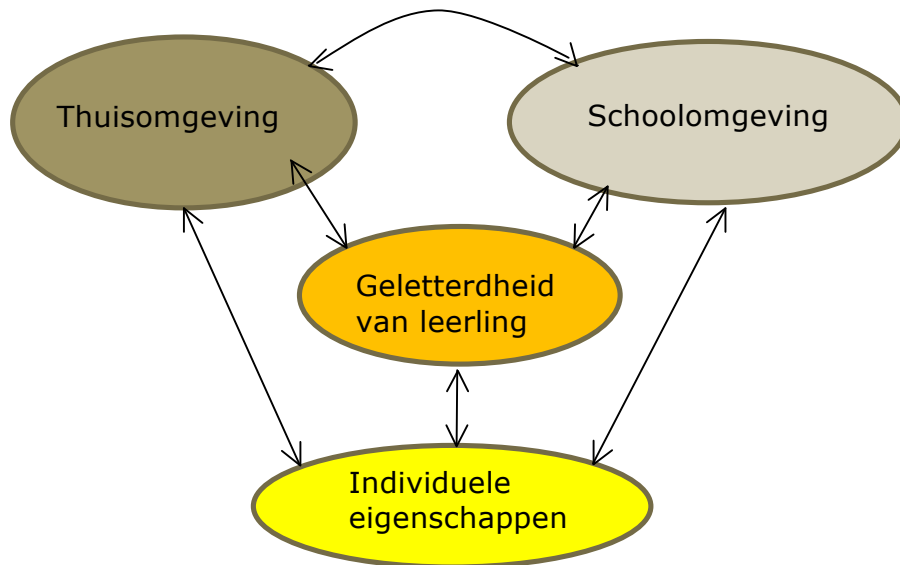 Thuisomgeving
Schoolomgeving
Geletterdheid
van leerling
Individuele
eigenschappen